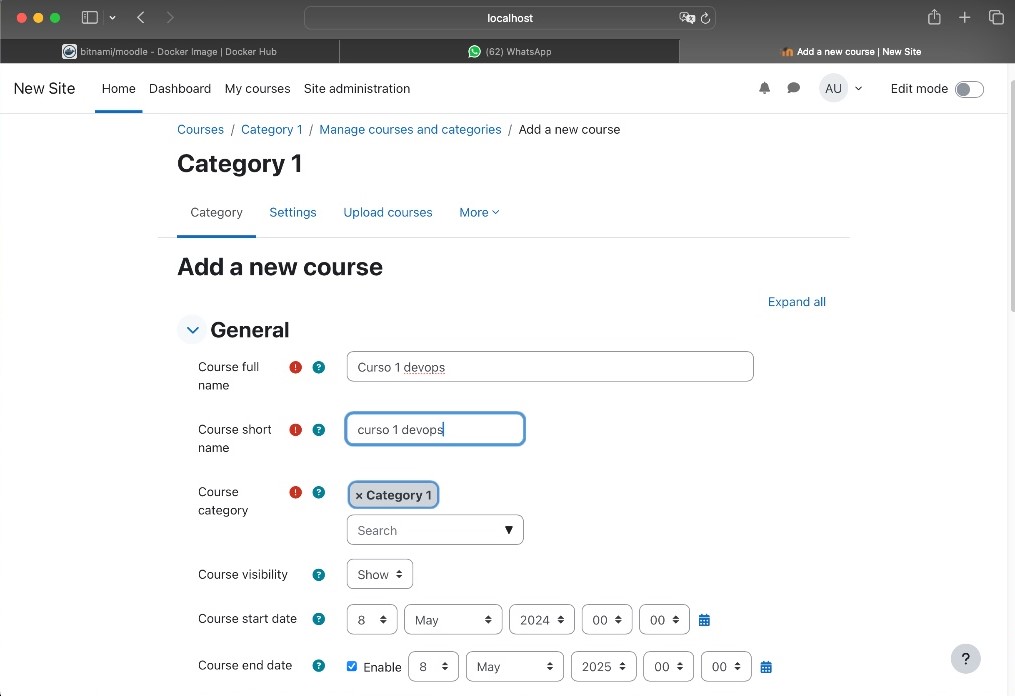 localhost
bitnami/moodle - Docker Image | Docker Hub
(62) WhatsApp
Add a new course | New Site
New Site
Home
Dashboard
My courses
Site administration
AU
Edit mode
Courses / Category 1 / Manage courses and categories / Add a new course
Category 1
Category
Settings
Upload courses
More
Add a new course
Expand all
General
Course full
name
! ?
Curso 1 devops
Course short
name
! ?
curso 1 devops
Course
category
! ?
× Category 1
Search ▼
Course visibility
?
Show
Course start date
?
8 May 2024 00 00
Course end date
?
Enable 8 May 2025 00 00
?